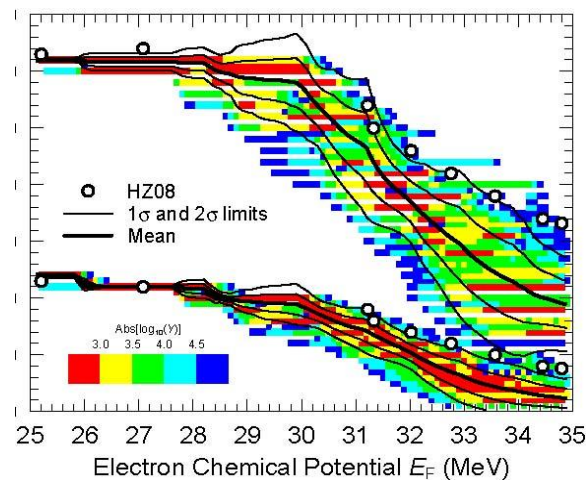 HZ08
1σ and 2σ limits
Mean
Abs[log₁₀(Y)]
3.0 3.5 4.0 4.5
25 26 27 28 29 30 31 32 33 34 35
Electron Chemical Potential E_F (MeV)